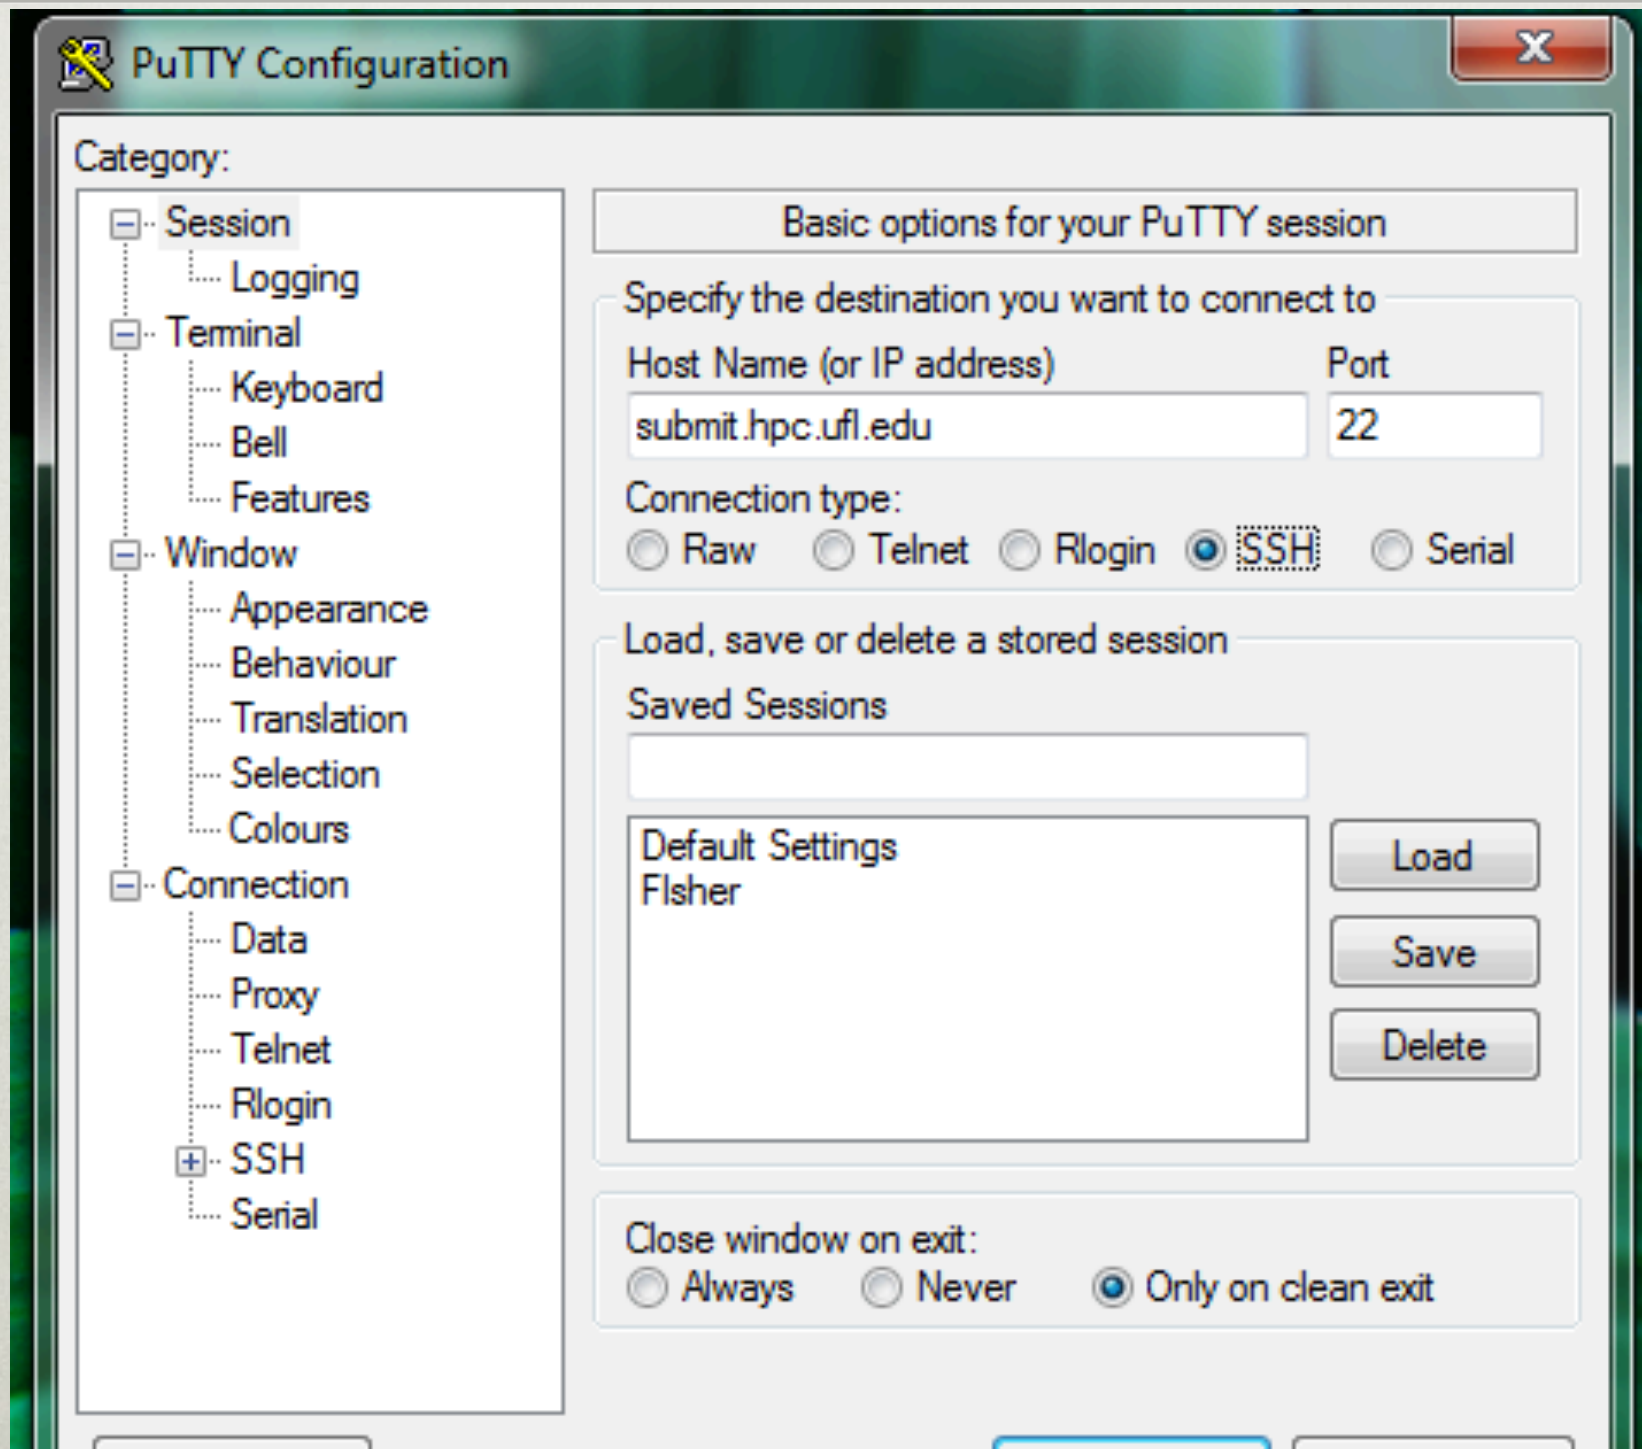 PuTTY Configuration
Category:
Session
Logging
Terminal
Keyboard
Bell
Features
Window
Appearance
Behaviour
Translation
Selection
Colours
Connection
Data
Proxy
Telnet
Rlogin
SSH
Serial
Basic options for your PuTTY session
Specify the destination you want to connect to
Host Name (or IP address) Port
submit.hpc.ufl.edu 22
Connection type:
Raw Telnet Rlogin SSH Serial
Load, save or delete a stored session
Saved Sessions
Default Settings
FIsher
Load
Save
Delete
Close window on exit:
Always Never Only on clean exit